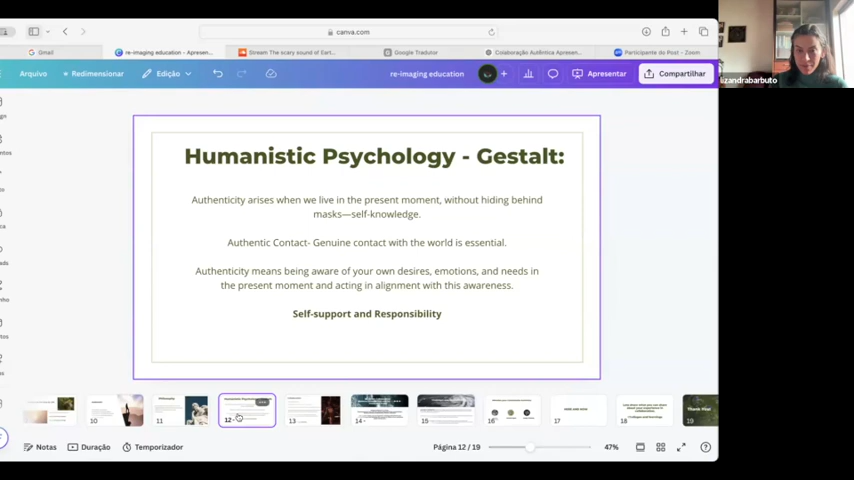 canva.com
Gmail
re-imaging education - Apresen...
Stream The scary sound of Eart...
Google Tradutor
Colaboração Autêntica Apresen...
Participante do Post - Zoom
Arquivo
Redimensionar
Edição
re-imaging education
Apresentar
Compartilhar
lizandrabarbuto
Humanistic Psychology - Gestalt:
Authenticity arises when we live in the present moment, without hiding behind
masks—self-knowledge.
Authentic Contact- Genuine contact with the world is essential.
Authenticity means being aware of your own desires, emotions, and needs in
the present moment and acting in alignment with this awareness.
Self-support and Responsibility
10
11
12
13
14
15
16
17
18
19
Thank You!
Notas
Duração
Temporizador
Página 12 / 19
47%